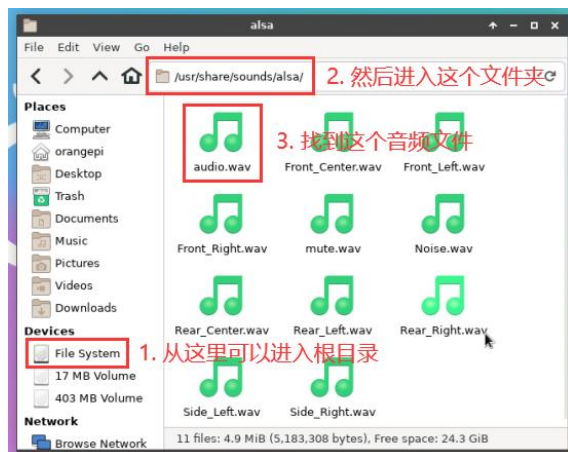 alsa
File Edit View Go Help
/usr/share/sounds/alsa/
2. 然后进入这个文件夹
Places
Computer
orangepi
Desktop
Trash
Documents
Music
Pictures
Videos
Downloads
Devices
File System
17 MB Volume
403 MB Volume
Network
Browse Network
3. 找到这个音频文件
audio.wav Front_Center.wav Front_Left.wav
Front_Right.wav mute.wav Noise.wav
Rear_Center.wav Rear_Left.wav Rear_Right.wav
1. 从这里可以进入根目录
Side_Left.wav Side_Right.wav
11 files: 4.9 MiB (5,183,308 bytes), Free space: 24.3 GiB